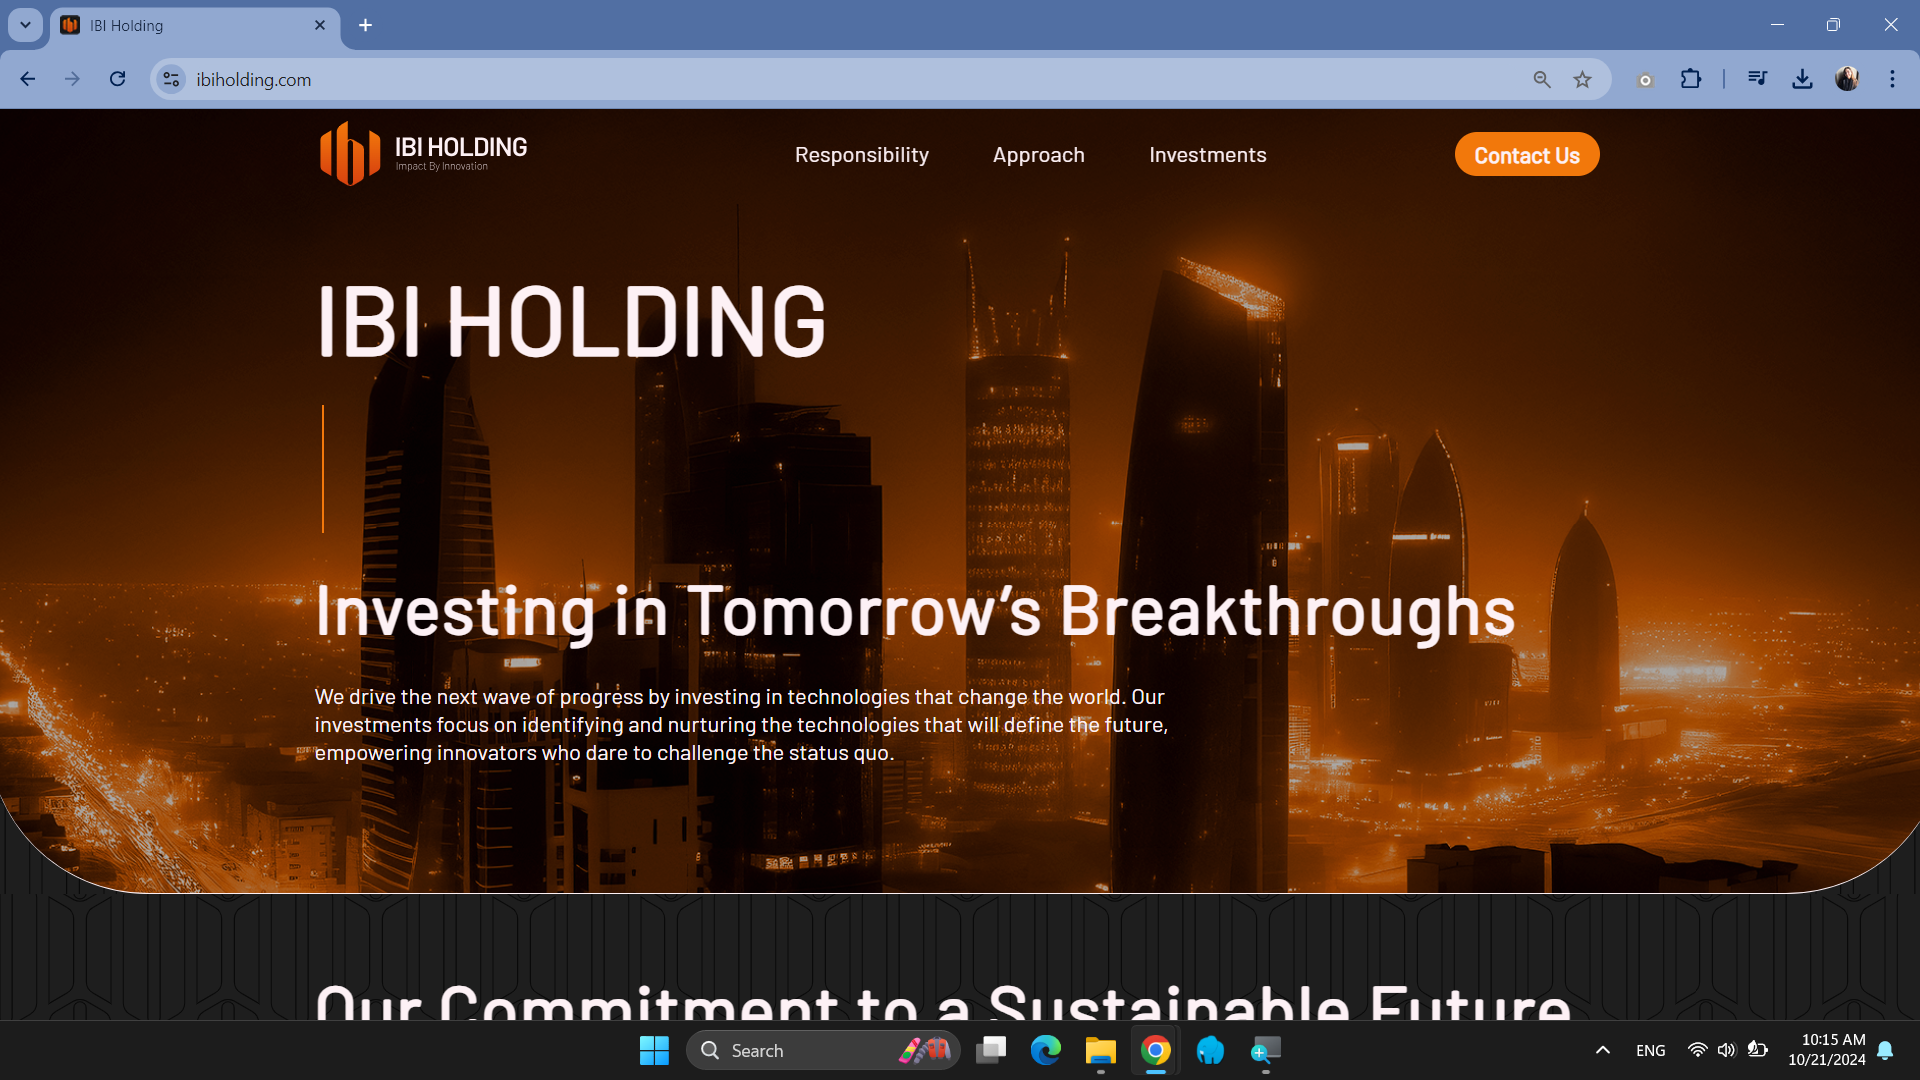 IBI Holding
ibiholding.com
IBI HOLDING
Impact By Innovation
Responsibility
Approach
Investments
Contact Us
IBI HOLDING
Investing in Tomorrow’s Breakthroughs
We drive the next wave of progress by investing in technologies that change the world. Our
investments focus on identifying and nurturing the technologies that will define the future,
empowering innovators who dare to challenge the status quo.
Our Commitment to a Sustainable Future
Search
ENG
10:15 AM
10/21/2024